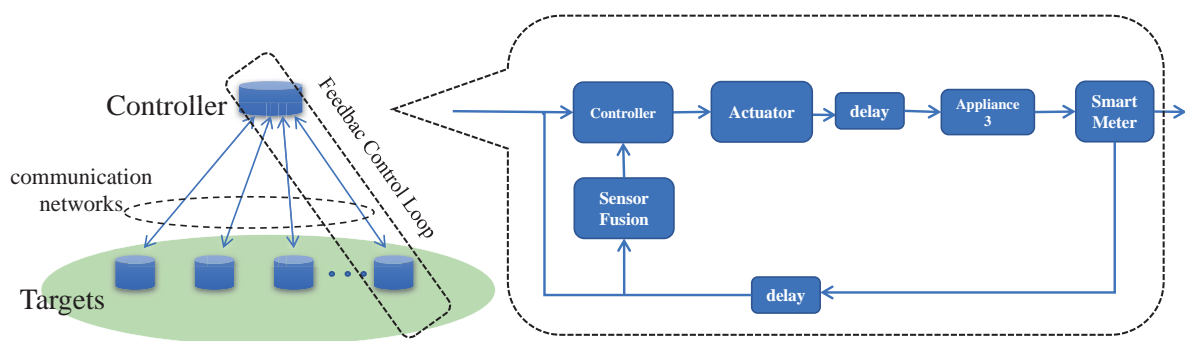 Controller
communication
networks
Targets
Feedbac Control Loop
Controller
Actuator
delay
Appliance
3
Smart
Meter
Sensor
Fusion
delay